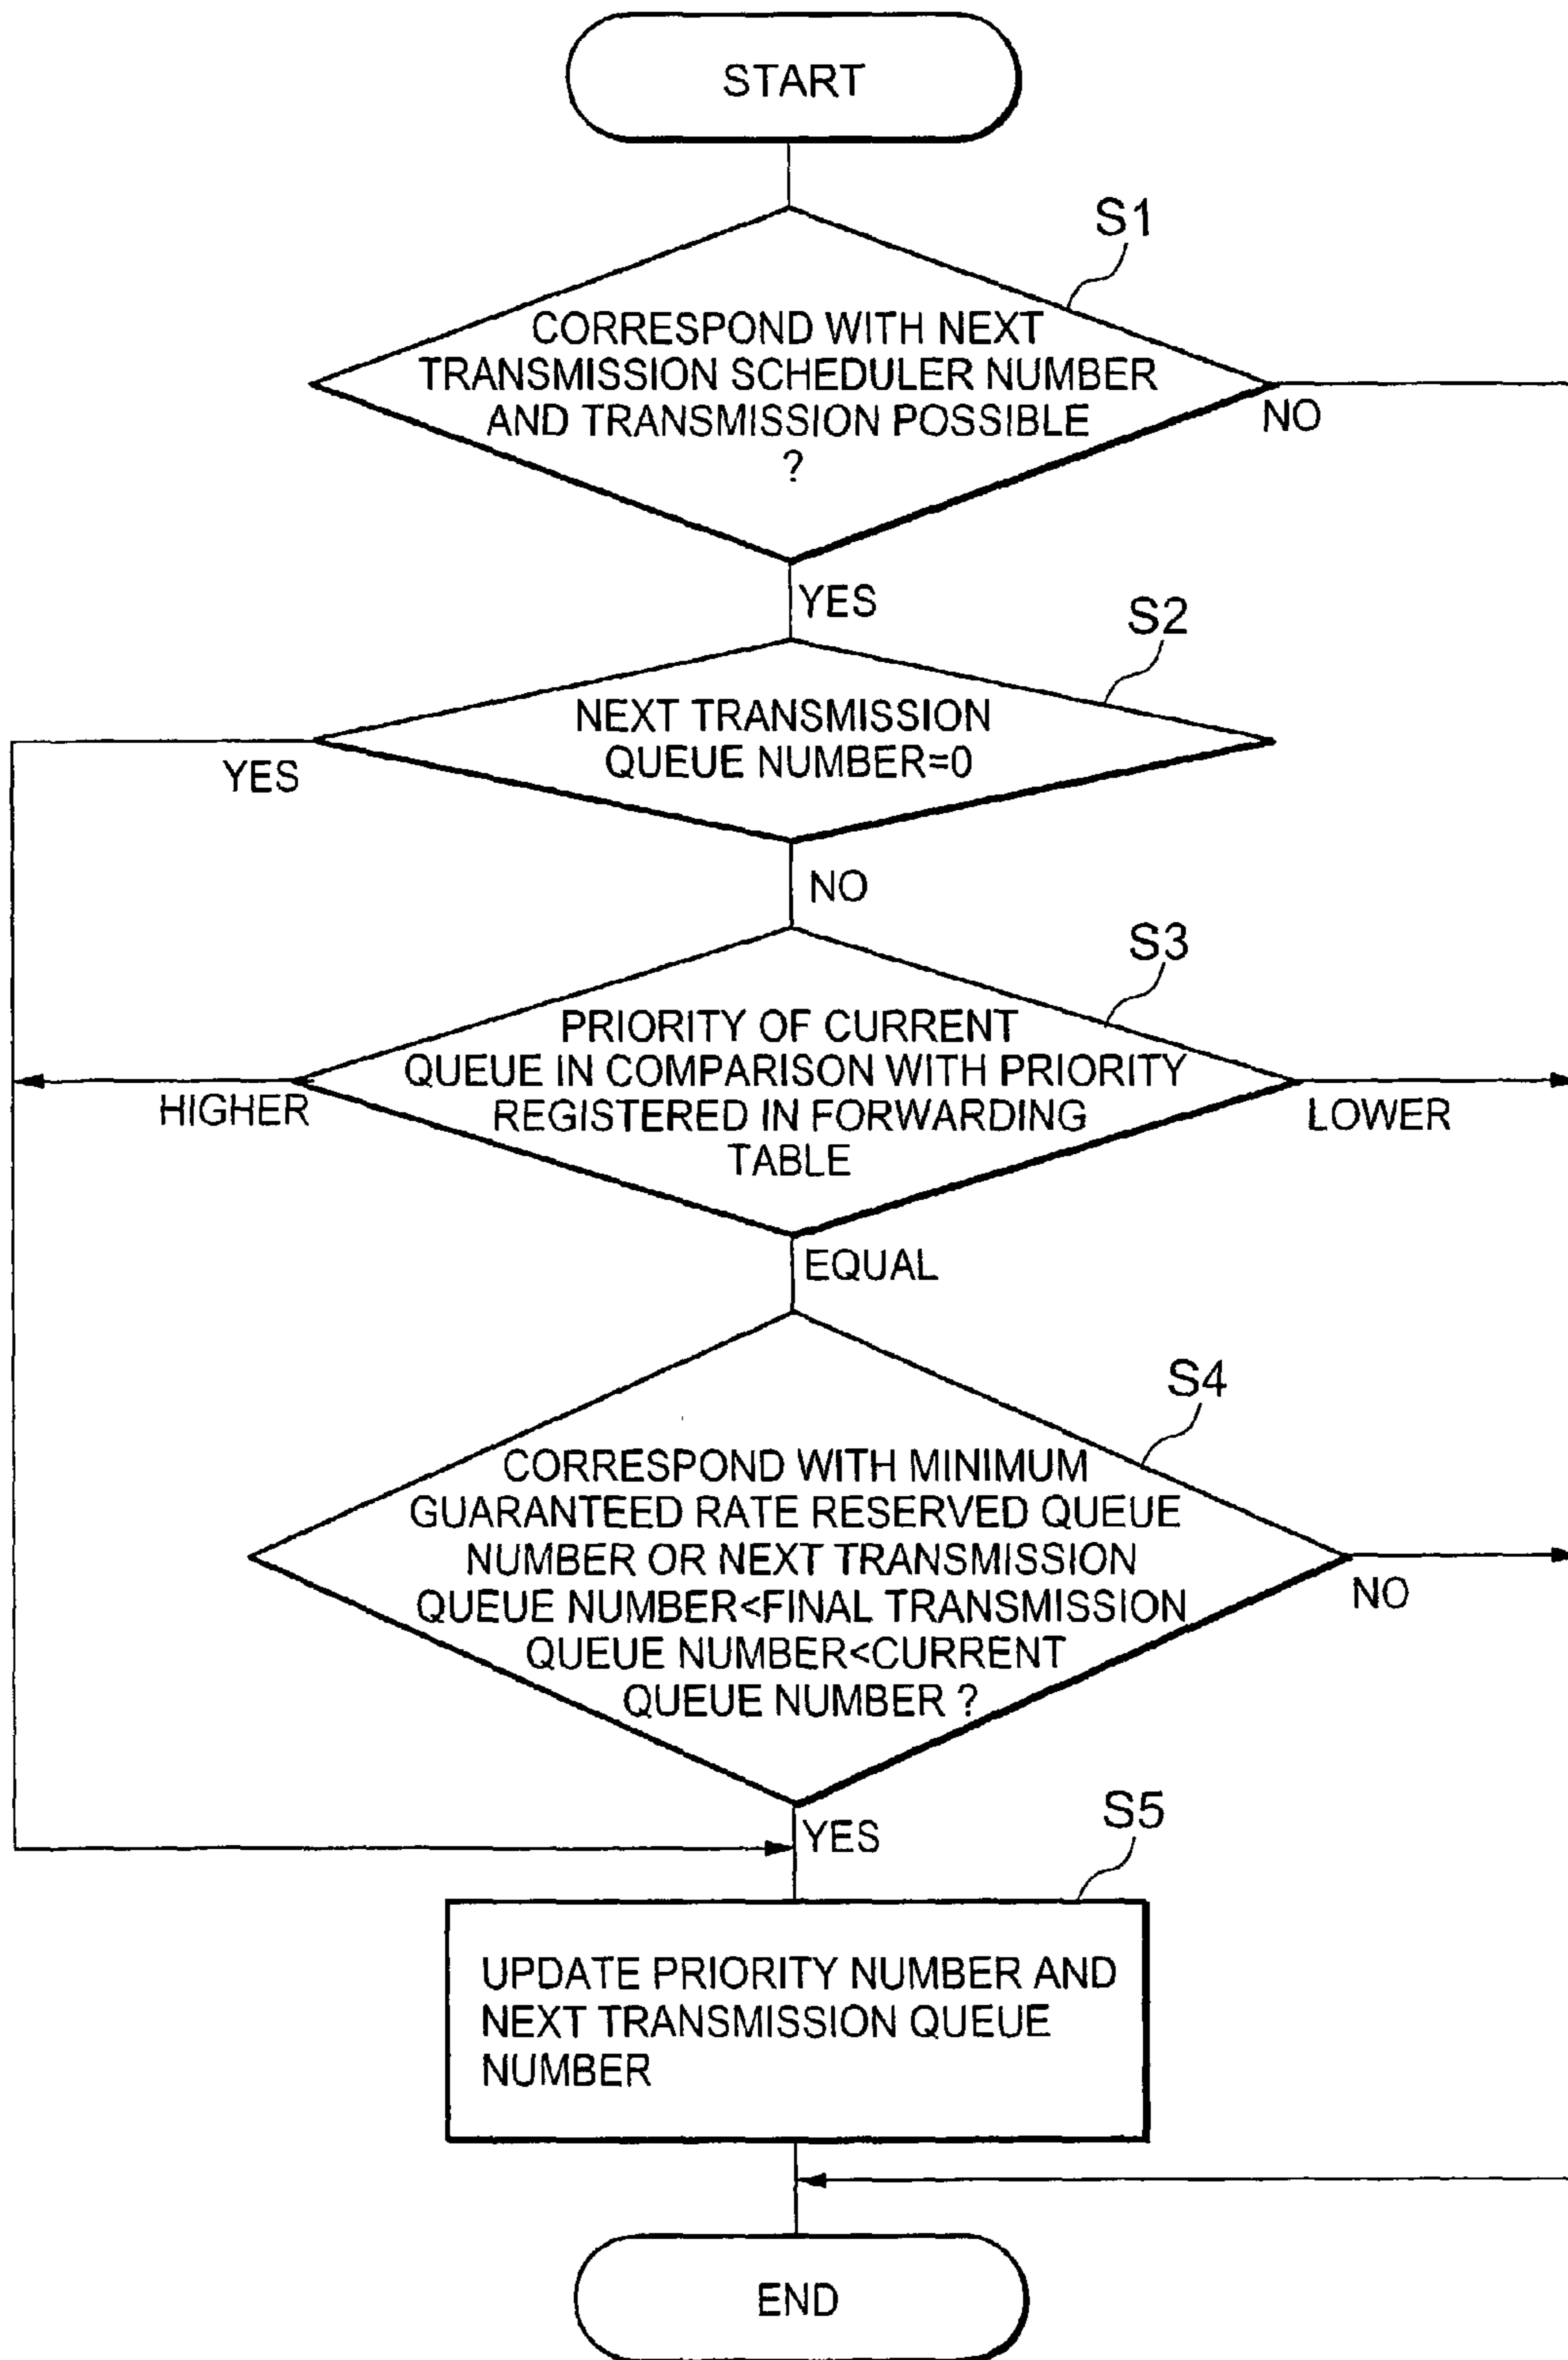 START
S1
CORRESPOND WITH NEXT
TRANSMISSION SCHEDULER NUMBER
AND TRANSMISSION POSSIBLE
?
NO
YES
S2
NEXT TRANSMISSION
QUEUE NUMBER=0
YES
NO
S3
PRIORITY OF CURRENT
QUEUE IN COMPARISON WITH PRIORITY
REGISTERED IN FORWARDING
TABLE
HIGHER
LOWER
EQUAL
S4
CORRESPOND WITH MINIMUM
GUARANTEED RATE RESERVED QUEUE
NUMBER OR NEXT TRANSMISSION
QUEUE NUMBER<FINAL TRANSMISSION
QUEUE NUMBER<CURRENT
QUEUE NUMBER ?
NO
YES
S5
UPDATE PRIORITY NUMBER AND
NEXT TRANSMISSION QUEUE
NUMBER
END